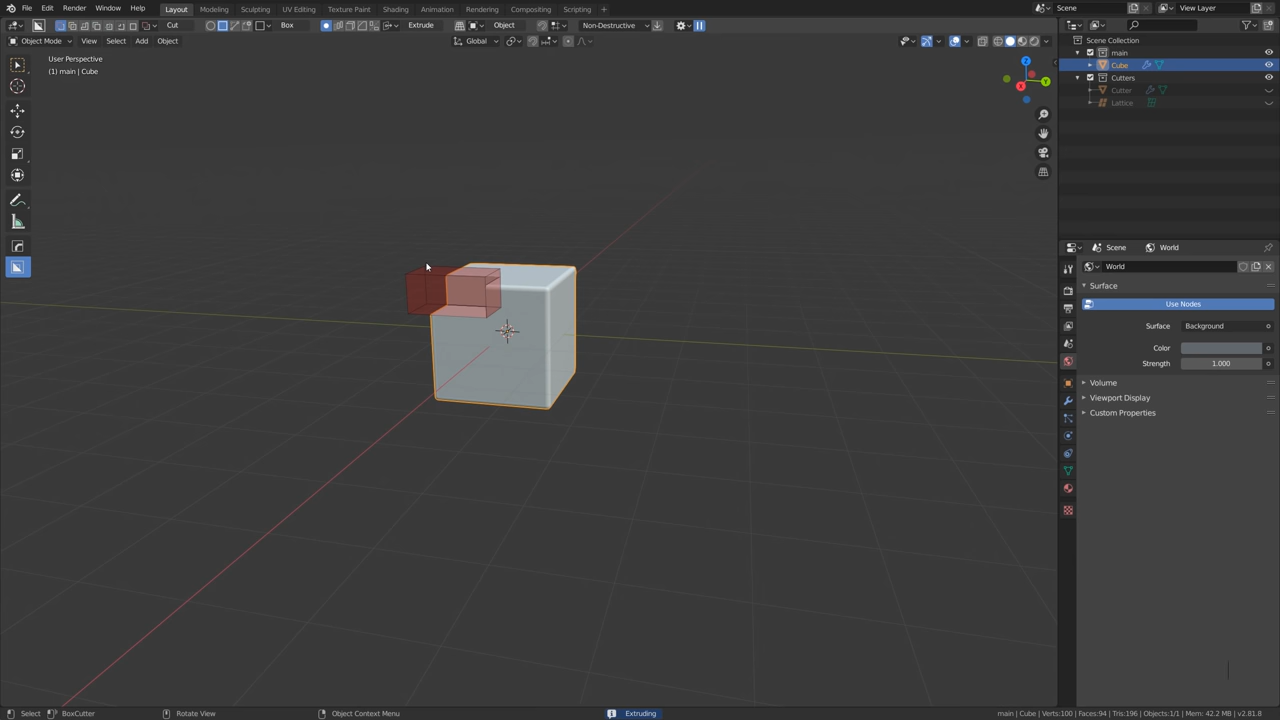 File Edit Render Window Help Layout Modeling Sculpting UV Editing Texture Paint Shading Animation Rendering Compositing Scripting + Scene View Layer
Cut Box Extrude Object Non-Destructive
Object Mode View Select Add Object Global
Scene Collection
main
Cube
Cutters
Cutter
Lattice
User Perspective
(1) main | Cube
X
Y
Z
Scene World
World
Surface
Use Nodes
Surface Background
Color
Strength 1.000
Volume
Viewport Display
Custom Properties
Select BoxCutter Rotate View Object Context Menu Extruding main | Cube | Verts:100 | Faces:94 | Tris:196 | Objects:1/1 | Mem: 42.2 MB | v2.81.8